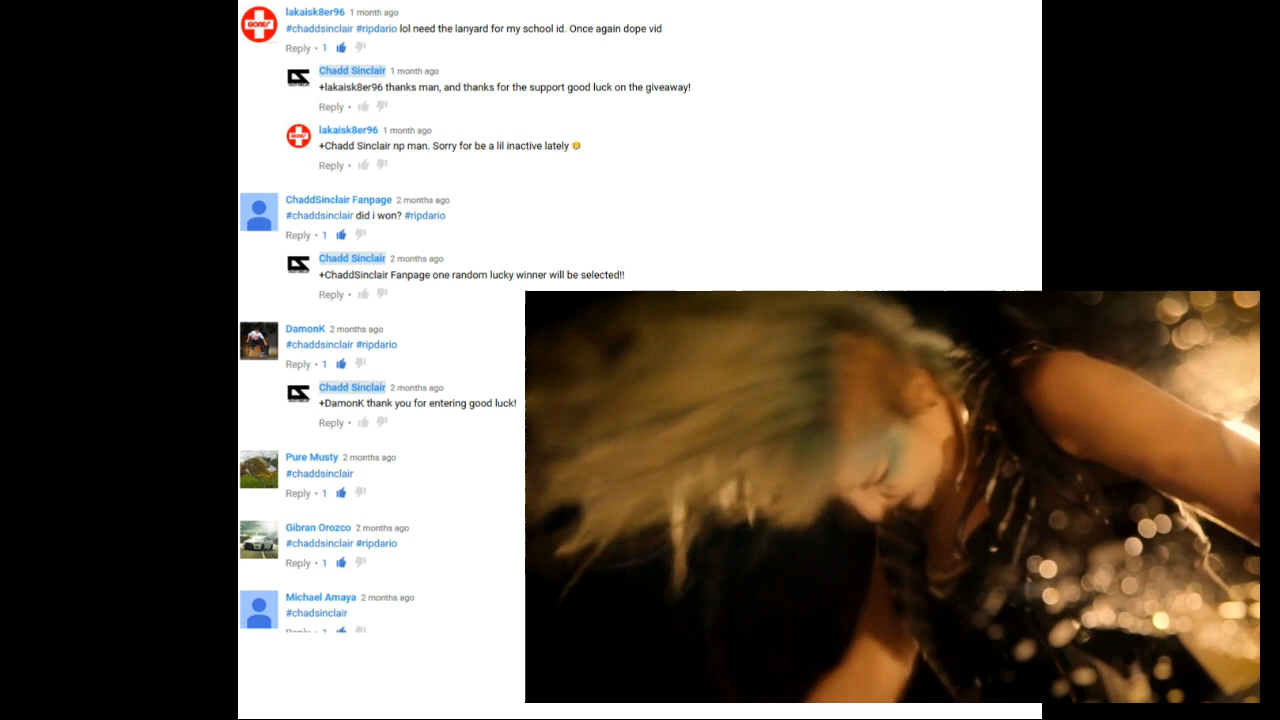 lakaisk8er96 1 month ago
#chaddsinclair #ripdario lol need the lanyard for my school id. Once again dope vid
Reply • 1
Chadd Sinclair 1 month ago
+lakaisk8er96 thanks man, and thanks for the support good luck on the giveaway!
Reply •
lakaisk8er96 1 month ago
+Chadd Sinclair np man. Sorry for be a lil inactive lately
Reply •
ChaddSinclair Fanpage 2 months ago
#chaddsinclair did i won? #ripdario
Reply • 1
Chadd Sinclair 2 months ago
+ChaddSinclair Fanpage one random lucky winner will be selected!!
Reply •
DamonK 2 months ago
#chaddsinclair #ripdario
Reply • 1
Chadd Sinclair 2 months ago
+DamonK thank you for entering good luck!
Reply •
Pure Musty 2 months ago
#chaddsinclair
Reply • 1
Gibran Orozco 2 months ago
#chaddsinclair #ripdario
Reply • 1
Michael Amaya 2 months ago
#chadsinclair
Reply • 1